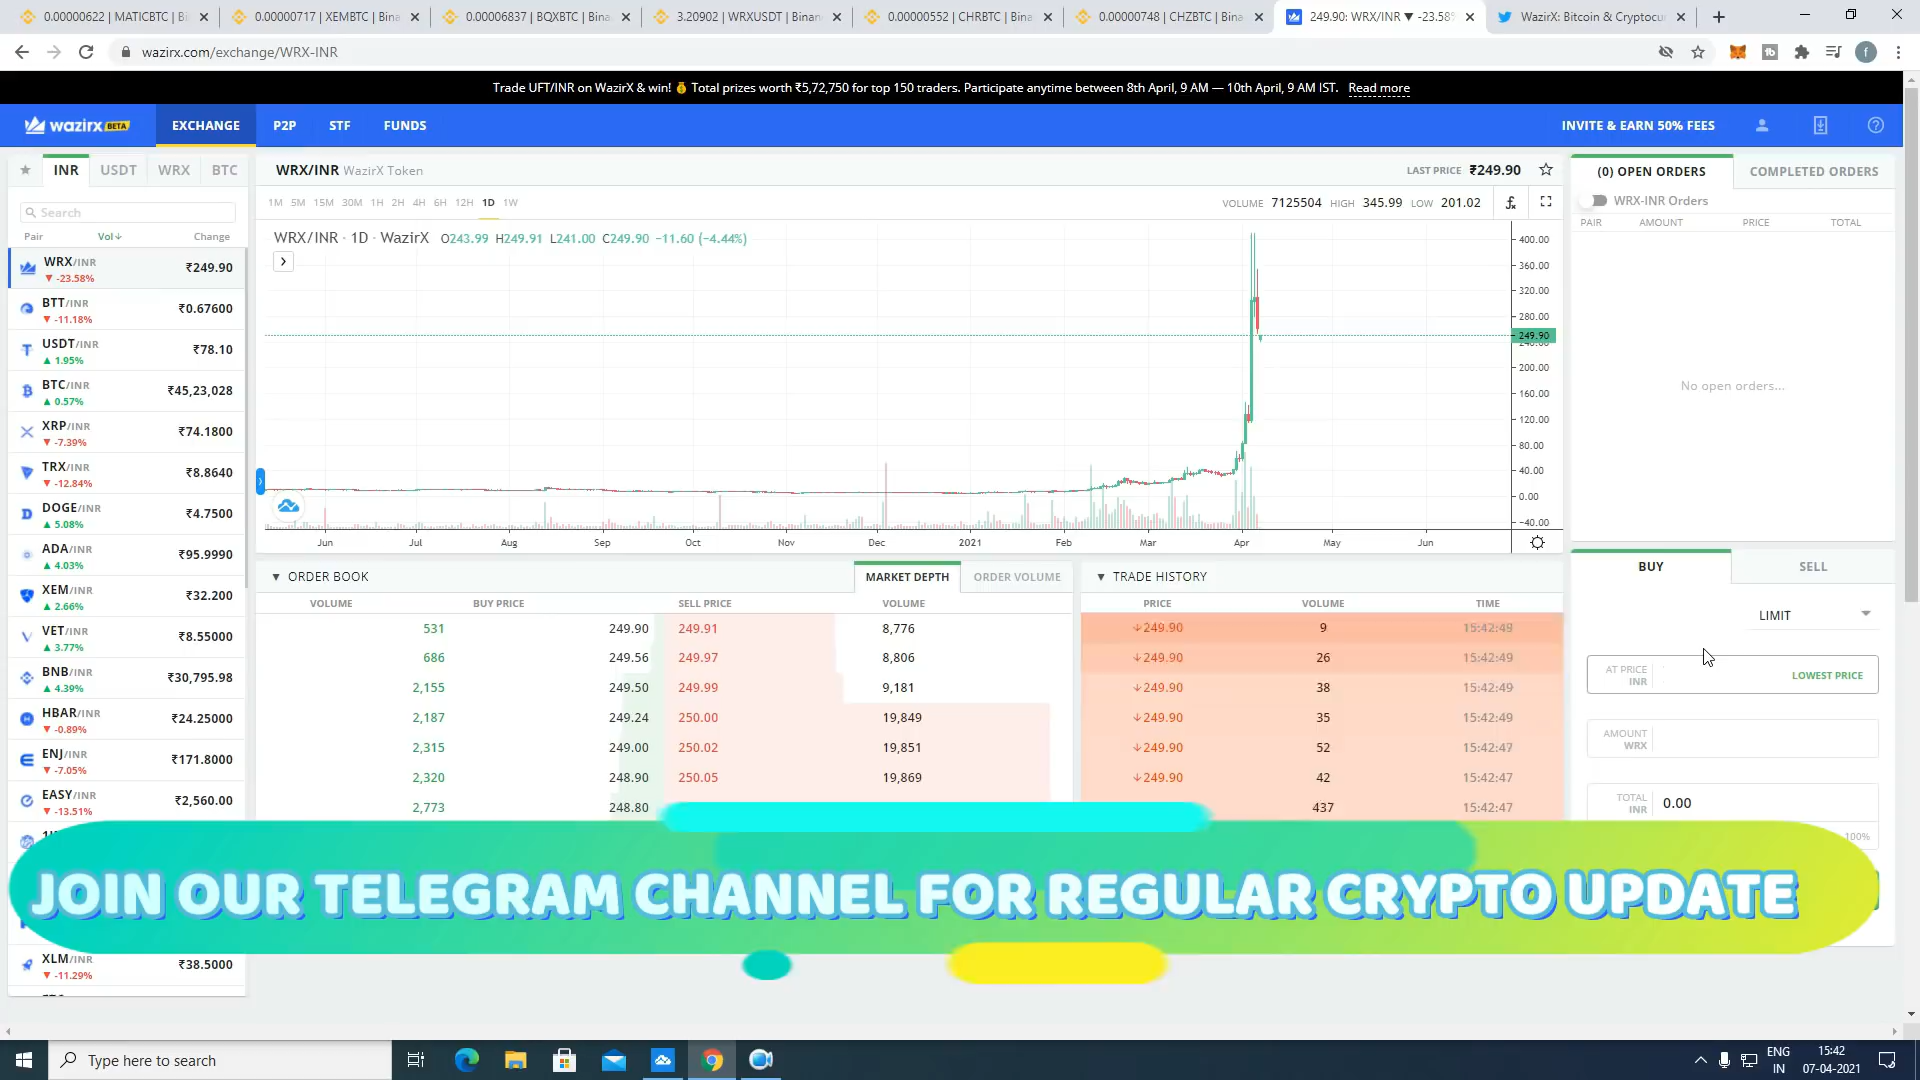 0.00000622 | MATICBTC | Bi
0.00000717 | XEMBTC | Binan
0.00006837 | BQXBTC | Binan
3.20902 | WRXUSDT | Binan
0.00000552 | CHRBTC | Bina
0.00000748 | CHZBTC | Bina
249.90: WRX/INR ▼ -23.58%
WazirX: Bitcoin & Cryptocu
wazirx.com/exchange/WRX-INR
Trade UFT/INR on WazirX & win! 💰 Total prizes worth ₹5,72,750 for top 150 traders. Participate anytime between 8th April, 9 AM — 10th April, 9 AM IST. Read more
wazirx BETA EXCHANGE P2P STF FUNDS INVITE & EARN 50% FEES
INR USDT WRX BTC
Search
Pair Vol↓ Change
WRX/INR ₹249.90
▼ -23.58%
BTT/INR ₹0.67600
▼ -11.18%
USDT/INR ₹78.10
▲ 1.95%
BTC/INR ₹45,23,028
▲ 0.57%
XRP/INR ₹74.1800
▼ -7.39%
TRX/INR ₹8.8640
▼ -12.84%
DOGE/INR ₹4.7500
▲ 5.08%
ADA/INR ₹95.9990
▲ 4.03%
XEM/INR ₹32.200
▲ 2.66%
VET/INR ₹8.55000
▲ 3.77%
BNB/INR ₹30,795.98
▲ 4.39%
HBAR/INR ₹24.25000
▼ -0.89%
ENJ/INR ₹171.8000
▼ -7.05%
EASY/INR ₹2,560.00
▼ -13.51%
XLM/INR ₹38.5000
▼ -11.29%
WRX/INR WazirX Token LAST PRICE ₹249.90
1M 5M 15M 30M 1H 2H 4H 6H 12H 1D 1W VOLUME 7125504 HIGH 345.99 LOW 201.02
WRX/INR · 1D · WazirX O243.99 H249.91 L241.00 C249.90 −11.60 (−4.44%)
400.00
360.00
320.00
280.00
249.90
200.00
160.00
120.00
80.00
40.00
0.00
−40.00
Jun Jul Aug Sep Oct Nov Dec 2021 Feb Mar Apr May Jun
▼ ORDER BOOK MARKET DEPTH ORDER VOLUME
VOLUME BUY PRICE SELL PRICE VOLUME
531 249.90 249.91 8,776
686 249.56 249.97 8,806
2,155 249.50 249.99 9,181
2,187 249.24 250.00 19,849
2,315 249.00 250.02 19,851
2,320 248.90 250.05 19,869
2,773 248.80
▼ TRADE HISTORY
PRICE VOLUME TIME
↓249.90 9 15:42:49
↓249.90 26 15:42:49
↓249.90 38 15:42:49
↓249.90 35 15:42:49
↓249.90 52 15:42:47
↓249.90 42 15:42:47
437 15:42:47
(0) OPEN ORDERS COMPLETED ORDERS
WRX-INR Orders
PAIR AMOUNT PRICE TOTAL
No open orders...
BUY SELL
LIMIT
AT PRICE INR LOWEST PRICE
AMOUNT WRX
TOTAL INR 0.00
100%
JOIN OUR TELEGRAM CHANNEL FOR REGULAR CRYPTO UPDATE
Type here to search
ENG
IN
15:42
07-04-2021